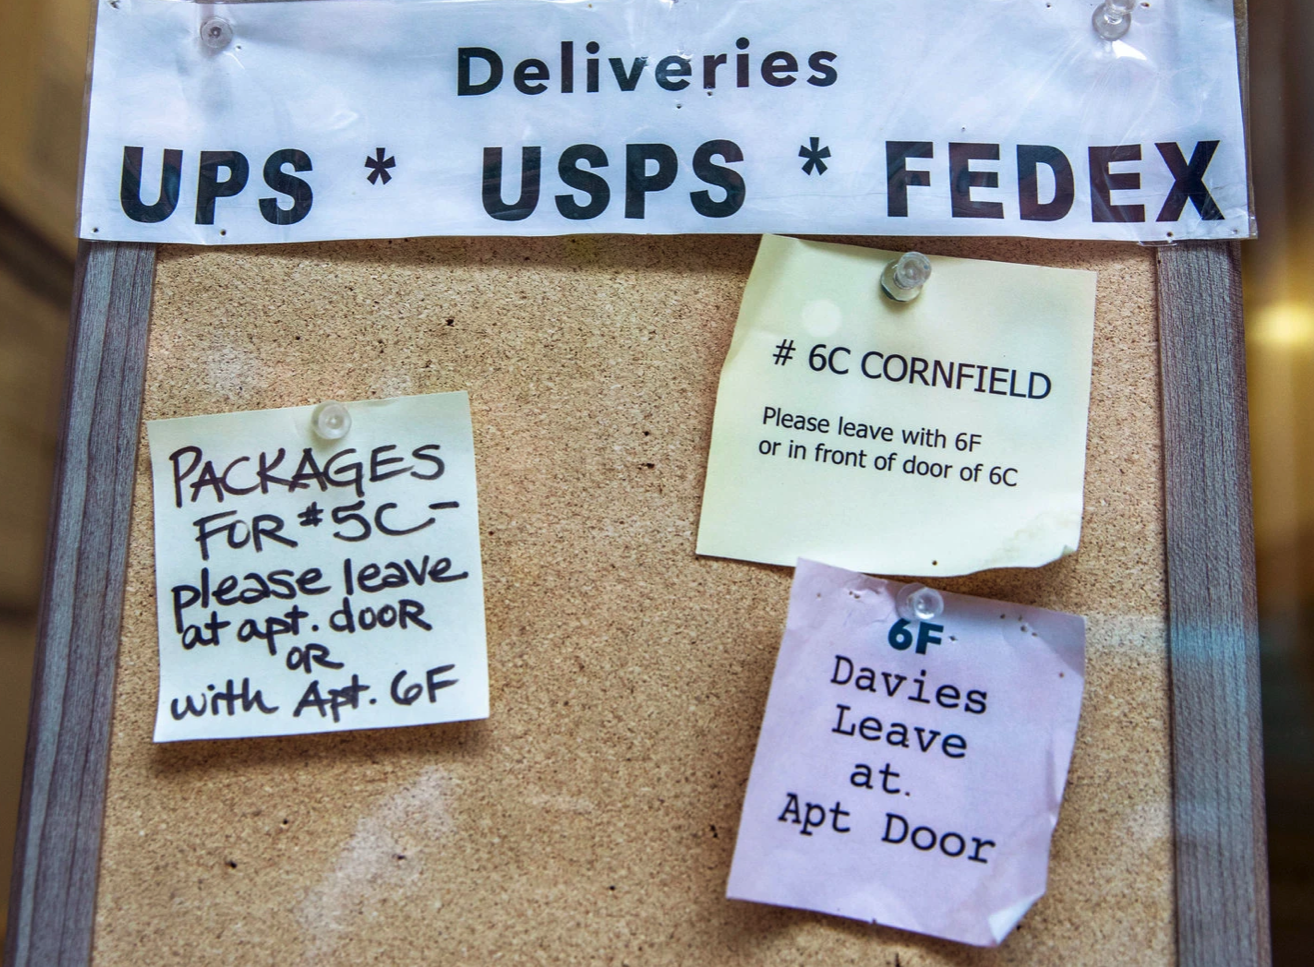 Deliveries
UPS * USPS * FEDEX
# 6C CORNFIELD
Please leave with 6F
or in front of door of 6C
PACKAGES
FOR #5C-
please leave
at apt. dooR
OR
with Apt. 6F
6F
Davies
Leave
at.
Apt Door